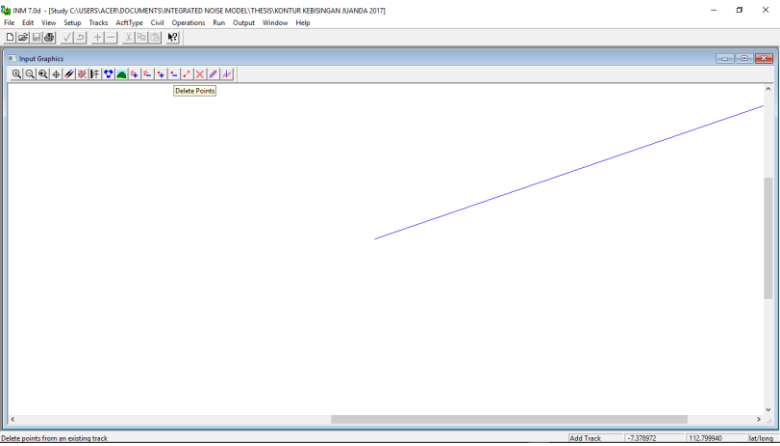 INM 7.0d - [Study C:\USERS\ACER\DOCUMENTS\INTEGRATED NOISE MODEL\THESIS\KONTUR KEBISINGAN JUANDA 2017]
File Edit View Setup Tracks AcftType Civil Operations Run Output Window Help
Input Graphics
Delete Points
Delete points from an existing track Add Track -7.378972 112.799940 lat/long